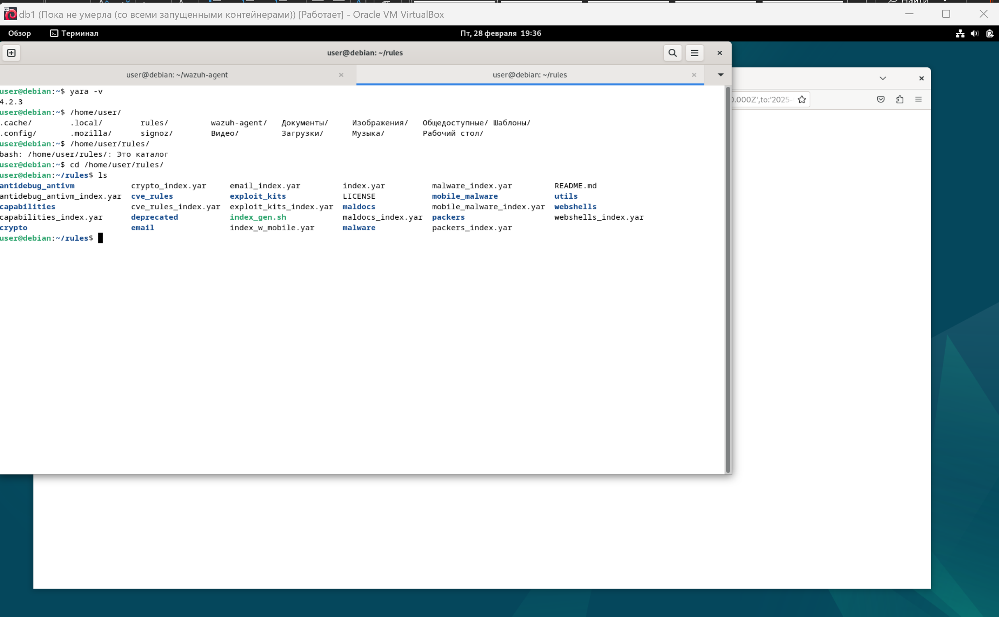 Найти
db1 (Пока не умерла (со всеми запущенными контейнерами)) [Работает] - Oracle VM VirtualBox
Обзор Терминал Пт, 28 февраля 19:36
user@debian: ~/rules
user@debian: ~/wazuh-agent user@debian: ~/rules
0.000Z',to:'2025-
user@debian:~$ yara -v
4.2.3
user@debian:~$ /home/user/
.cache/ .local/ rules/ wazuh-agent/ Документы/ Изображения/ Общедоступные/ Шаблоны/
.config/ .mozilla/ signoz/ Видео/ Загрузки/ Музыка/ Рабочий стол/
user@debian:~$ /home/user/rules/
bash: /home/user/rules/: Это каталог
user@debian:~$ cd /home/user/rules/
user@debian:~/rules$ ls
antidebug_antivm crypto_index.yar email_index.yar index.yar malware_index.yar README.md
antidebug_antivm_index.yar cve_rules exploit_kits LICENSE mobile_malware utils
capabilities cve_rules_index.yar exploit_kits_index.yar maldocs mobile_malware_index.yar webshells
capabilities_index.yar deprecated index_gen.sh maldocs_index.yar packers webshells_index.yar
crypto email index_w_mobile.yar malware packers_index.yar
user@debian:~/rules$